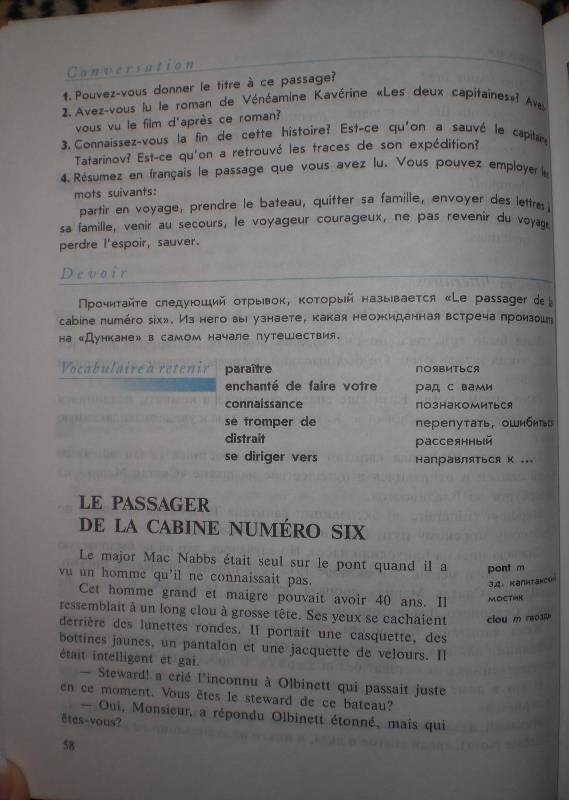 Conversation
1. Pouvez-vous donner le titre à ce passage?
2. Avez-vous lu le roman de Vénéamine Kavérine «Les deux capitaines»? Avez-
vous vu le film d'après ce roman?
3. Connaissez-vous la fin de cette histoire? Est-ce qu'on a sauvé le capitaine
Tatarinov? Est-ce qu'on a retrouvé les traces de son expédition?
4. Résumez en français le passage que vous avez lu. Vous pouvez employer les
mots suivants:
partir en voyage, prendre le bateau, quitter sa famille, envoyer des lettres à
sa famille, venir au secours, le voyageur courageux, ne pas revenir du voyage,
perdre l'espoir, sauver.
Devoir
Прочитайте следующий отрывок, который называется «Le passager de la
cabine numéro six». Из него вы узнаете, какая неожиданная встреча произошла
на «Дункане» в самом начале путешествия.
Vocabulaire à retenir
paraître появиться
enchanté de faire votre рад с вами
connaissance познакомиться
se tromper de перепутать, ошибиться
distrait рассеянный
se diriger vers направляться к ...
LE PASSAGER
DE LA CABINE NUMÉRO SIX
Le major Mac Nabbs était seul sur le pont quand il a
vu un homme qu'il ne connaissait pas.
Cet homme grand et maigre pouvait avoir 40 ans. Il
ressemblait à un long clou à grosse tête. Ses yeux se cachaient
derrière des lunettes rondes. Il portait une casquette, des
bottines jaunes, un pantalon et une jacquette de velours. Il
était intelligent et gai.
— Steward! a crié l'inconnu à Olbinett qui passait juste
en ce moment. Vous êtes le steward de ce bateau?
— Oui, Monsieur, a répondu Olbinett étonné, mais qui
êtes-vous?
pont m
зд. капитанский
мостик
clou m гвоздь
58